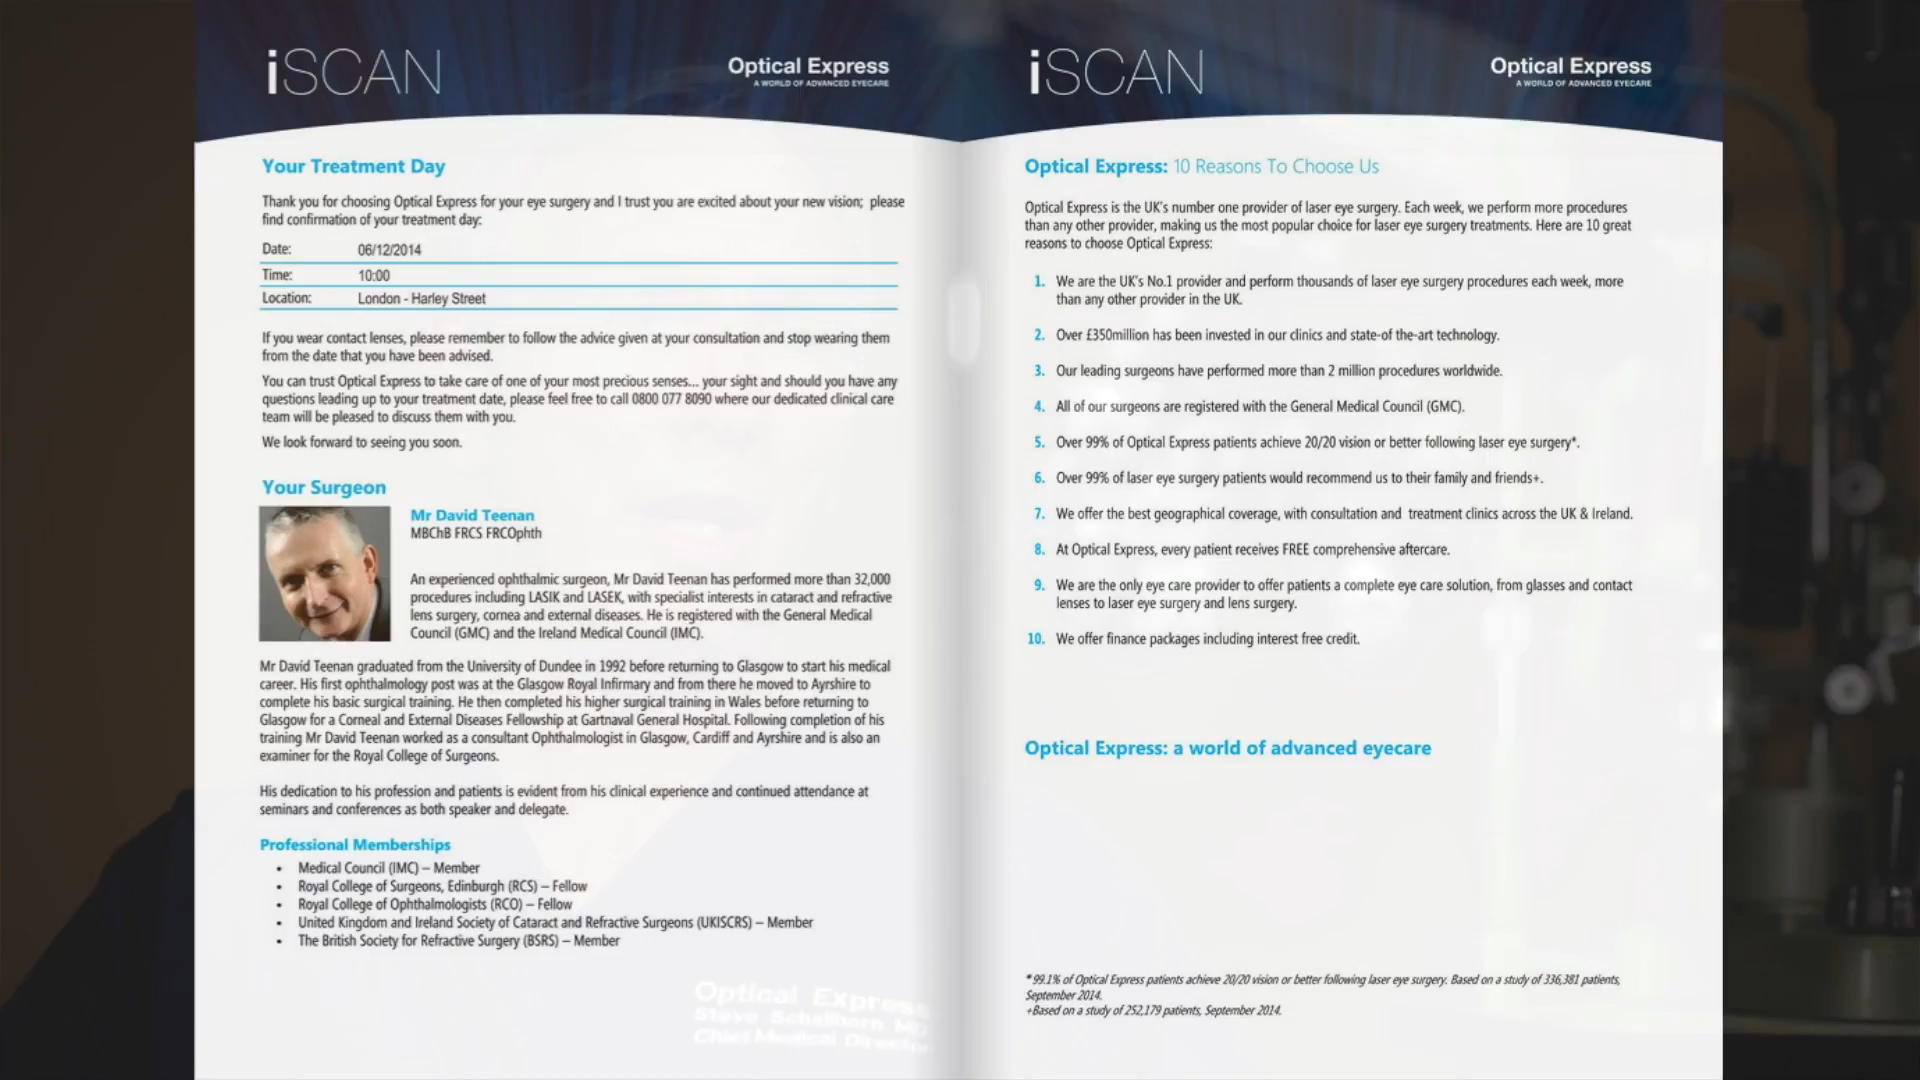 iSCAN
Optical Express
A WORLD OF ADVANCED EYECARE
Your Treatment Day
Thank you for choosing Optical Express for your eye surgery and I trust you are excited about your new vision; please
find confirmation of your treatment day:
Date: 06/12/2014
Time: 10:00
Location: London - Harley Street
If you wear contact lenses, please remember to follow the advice given at your consultation and stop wearing them
from the date that you have been advised.
You can trust Optical Express to take care of one of your most precious senses... your sight and should you have any
questions leading up to your treatment date, please feel free to call 0800 077 8090 where our dedicated clinical care
team will be pleased to discuss them with you.
We look forward to seeing you soon.
Your Surgeon
Mr David Teenan
MBChB FRCS FRCOphth
An experienced ophthalmic surgeon, Mr David Teenan has performed more than 32,000
procedures including LASIK and LASEK, with specialist interests in cataract and refractive
lens surgery, cornea and external diseases. He is registered with the General Medical
Council (GMC) and the Ireland Medical Council (IMC).
Mr David Teenan graduated from the University of Dundee in 1992 before returning to Glasgow to start his medical
career. His first ophthalmology post was at the Glasgow Royal Infirmary and from there he moved to Ayrshire to
complete his basic surgical training. He then completed his higher surgical training in Wales before returning to
Glasgow for a Corneal and External Diseases Fellowship at Gartnaval General Hospital. Following completion of his
training Mr David Teenan worked as a consultant Ophthalmologist in Glasgow, Cardiff and Ayrshire and is also an
examiner for the Royal College of Surgeons.
His dedication to his profession and patients is evident from his clinical experience and continued attendance at
seminars and conferences as both speaker and delegate.
Professional Memberships
• Medical Council (IMC) – Member
• Royal College of Surgeons, Edinburgh (RCS) – Fellow
• Royal College of Ophthalmologists (RCO) – Fellow
• United Kingdom and Ireland Society of Cataract and Refractive Surgeons (UKISCRS) – Member
• The British Society for Refractive Surgery (BSRS) – Member
Optical Express
Steve Schallhorn MD
Chief Medical Director
iSCAN
Optical Express
A WORLD OF ADVANCED EYECARE
Optical Express: 10 Reasons To Choose Us
Optical Express is the UK's number one provider of laser eye surgery. Each week, we perform more procedures
than any other provider, making us the most popular choice for laser eye surgery treatments. Here are 10 great
reasons to choose Optical Express:
1. We are the UK's No.1 provider and perform thousands of laser eye surgery procedures each week, more
than any other provider in the UK.
2. Over £350million has been invested in our clinics and state-of the-art technology.
3. Our leading surgeons have performed more than 2 million procedures worldwide.
4. All of our surgeons are registered with the General Medical Council (GMC).
5. Over 99% of Optical Express patients achieve 20/20 vision or better following laser eye surgery*.
6. Over 99% of laser eye surgery patients would recommend us to their family and friends+.
7. We offer the best geographical coverage, with consultation and treatment clinics across the UK & Ireland.
8. At Optical Express, every patient receives FREE comprehensive aftercare.
9. We are the only eye care provider to offer patients a complete eye care solution, from glasses and contact
lenses to laser eye surgery and lens surgery.
10. We offer finance packages including interest free credit.
Optical Express: a world of advanced eyecare
* 99.1% of Optical Express patients achieve 20/20 vision or better following laser eye surgery. Based on a study of 336,381 patients,
September 2014.
+Based on a study of 252,179 patients, September 2014.